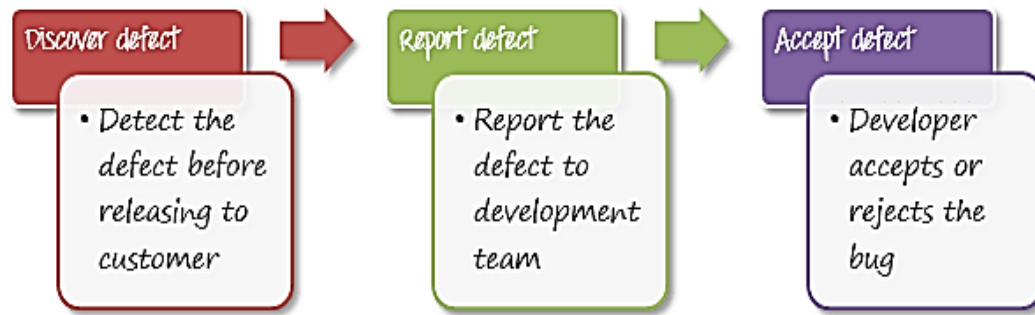 Discover defect
• Detect the
defect before
releasing to
customer
Report defect
• Report the
defect to
development
team
Accept defect
• Developer
accepts or
rejects the
bug